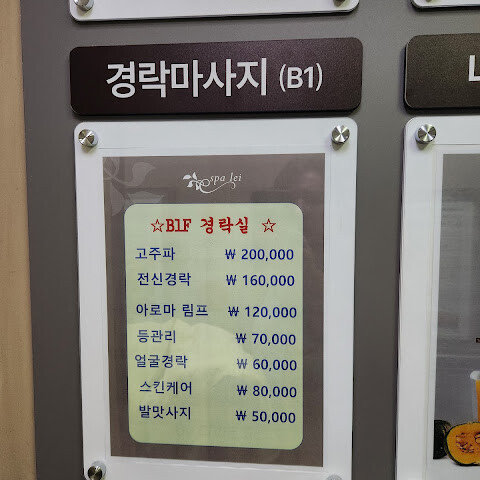 경락마사지 (B1)
spa lei
☆B1F 경락실 ☆
고주파 ₩ 200,000
전신경락 ₩ 160,000
아로마 림프 ₩ 120,000
등관리 ₩ 70,000
얼굴경락 ₩ 60,000
스킨케어 ₩ 80,000
발맛사지 ₩ 50,000